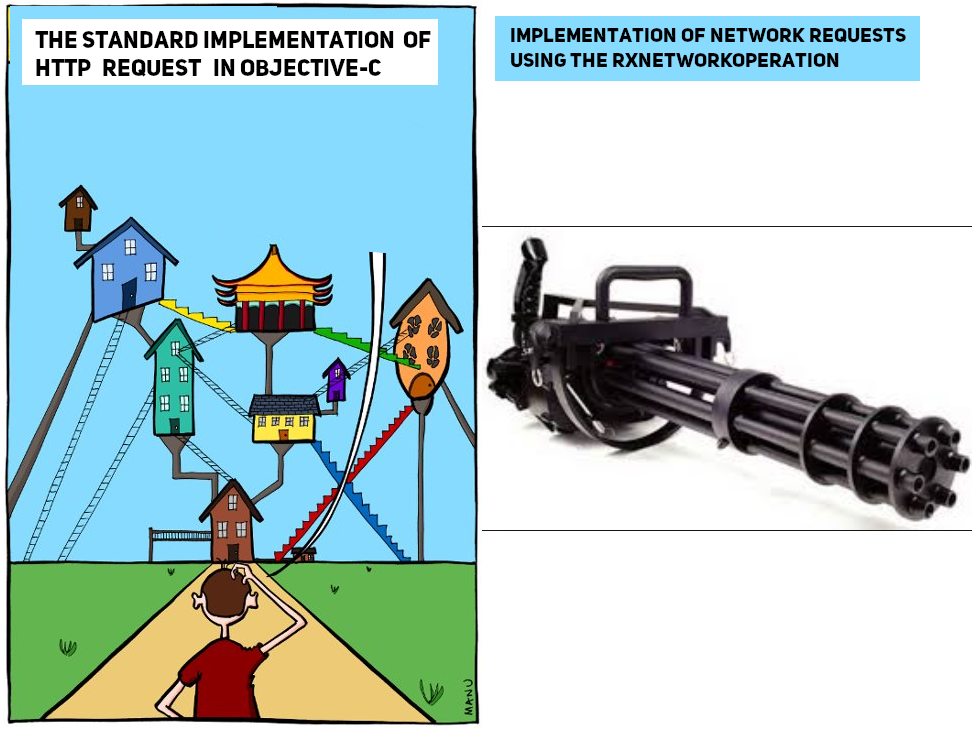 THE STANDARD IMPLEMENTATION OF
HTTP REQUEST IN OBJECTIVE-C
IMPLEMENTATION OF NETWORK REQUESTS
USING THE RXNETWORKOPERATION
MANU